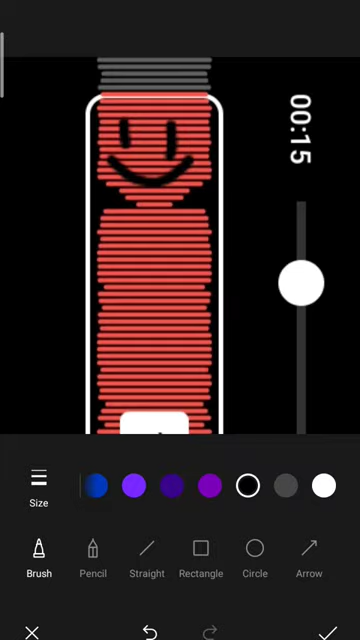 00:15
Size
Brush
Pencil
Straight
Rectangle
Circle
Arrow